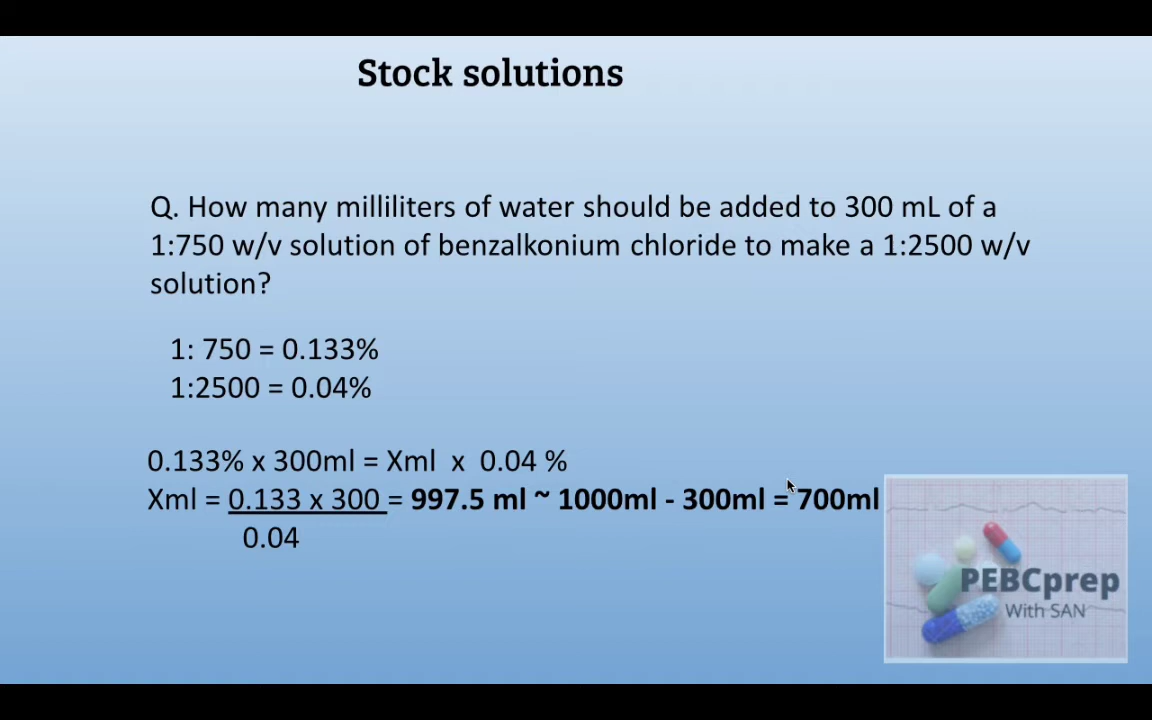 Stock solutions
Q. How many milliliters of water should be added to 300 mL of a
1:750 w/v solution of benzalkonium chloride to make a 1:2500 w/v
solution?
1: 750 = 0.133%
1:2500 = 0.04%
0.133% x 300ml = Xml x 0.04 %
Xml = 0.133 x 300 = 997.5 ml ~ 1000ml - 300ml = 700ml
0.04
PEBCprep
With SAN